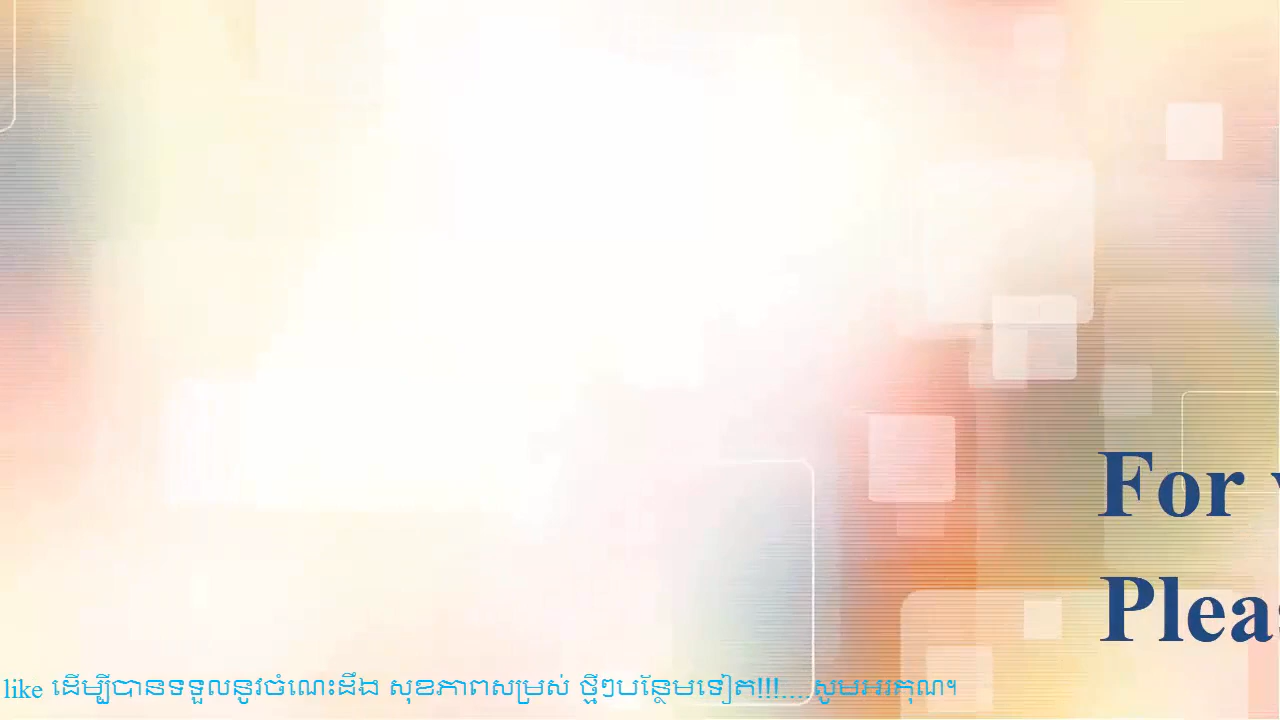 For
Pleas
like ដើម្បីបានទទួលនូវចំណេះដឹង សុខភាពសម្រស់ ថ្មីៗបន្ថែមទៀត!!!....សូមអរគុណ។